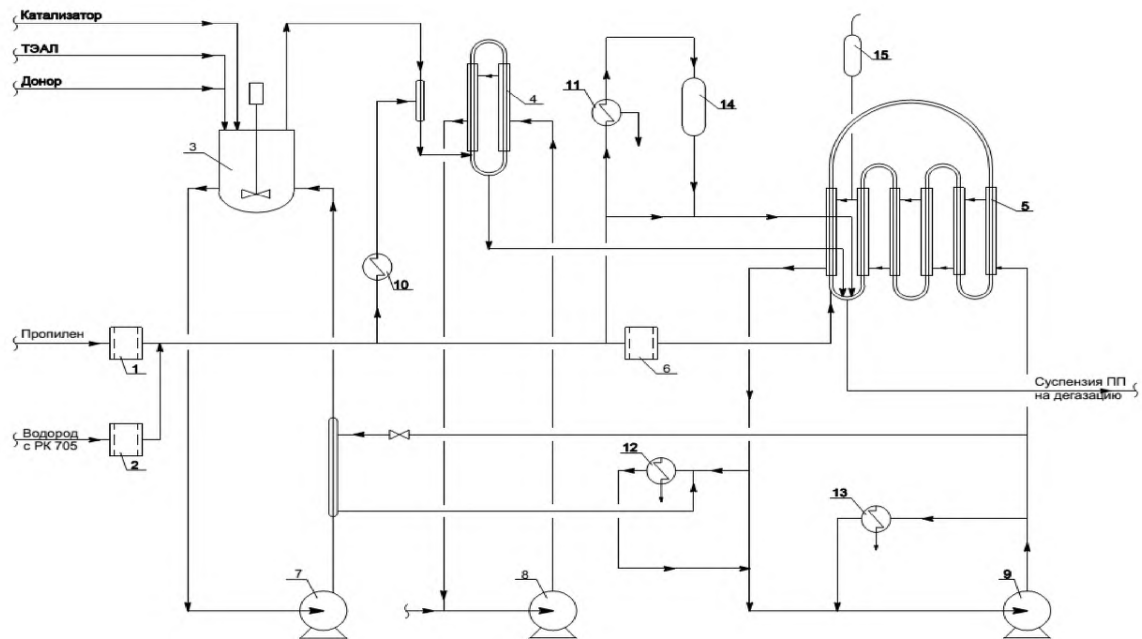 Катализатор
ТЭАЛ
Донор
3
4
11
14
15
5
10
Пропилен
1
6
Суспензия ПП
на дегазацию
Водород
с РК 705
2
12
13
7
8
9